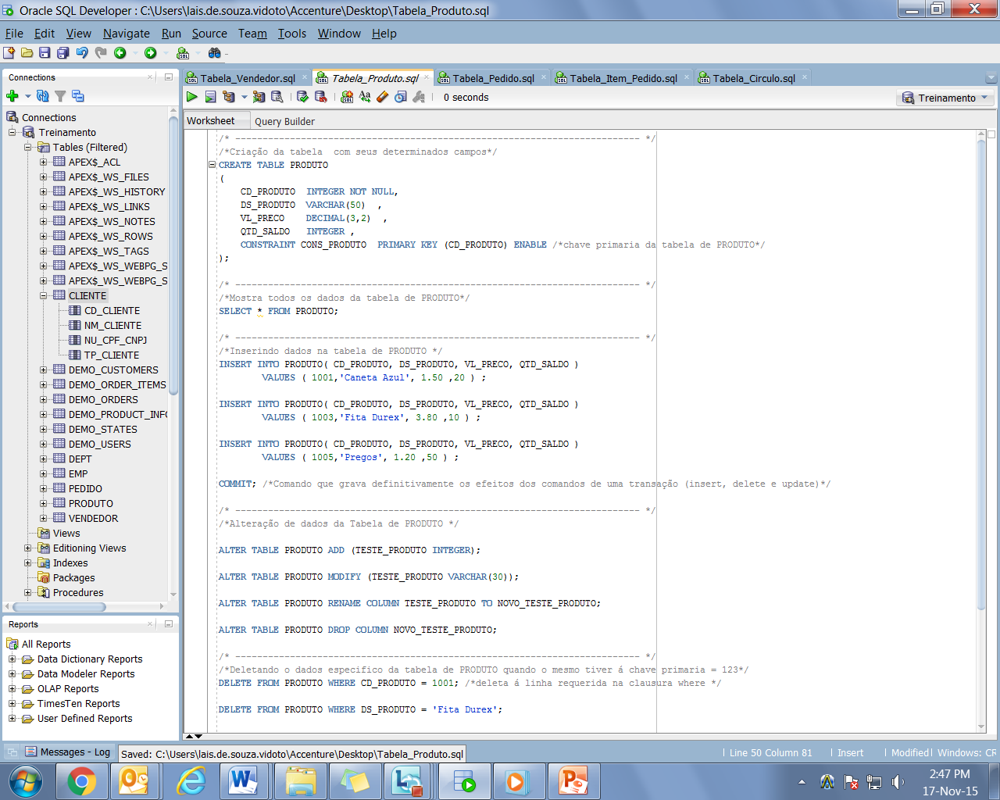 Oracle SQL Developer : C:\Users\lais.de.souza.vidoto\Accenture\Desktop\Tabela_Produto.sql
File Edit View Navigate Run Source Team Tools Window Help
Connections
Connections
Treinamento
Tables (Filtered)
APEX$_ACL
APEX$_WS_FILES
APEX$_WS_HISTORY
APEX$_WS_LINKS
APEX$_WS_NOTES
APEX$_WS_ROWS
APEX$_WS_TAGS
APEX$_WS_WEBPG_S
APEX$_WS_WEBPG_S
CLIENTE
CD_CLIENTE
NM_CLIENTE
NU_CPF_CNPJ
TP_CLIENTE
DEMO_CUSTOMERS
DEMO_ORDER_ITEMS
DEMO_ORDERS
DEMO_PRODUCT_INFO
DEMO_STATES
DEMO_USERS
DEPT
EMP
PEDIDO
PRODUTO
VENDEDOR
Views
Editioning Views
Indexes
Packages
Procedures
Reports
All Reports
Data Dictionary Reports
Data Modeler Reports
OLAP Reports
TimesTen Reports
User Defined Reports
Tabela_Vendedor.sql Tabela_Produto.sql Tabela_Pedido.sql Tabela_Item_Pedido.sql Tabela_Circulo.sql
0 seconds
Treinamento
Worksheet Query Builder
/* -------------------------------------------------------------------------- */
/*Criação da tabela  com seus determinados campos*/
CREATE TABLE PRODUTO
(
CD_PRODUTO  INTEGER NOT NULL,
DS_PRODUTO  VARCHAR(50)  ,
VL_PRECO    DECIMAL(3,2)  ,
QTD_SALDO   INTEGER ,
CONSTRAINT CONS_PRODUTO  PRIMARY KEY (CD_PRODUTO) ENABLE /*chave primaria da tabela de PRODUTO*/
);
/* -------------------------------------------------------------------------- */
/*Mostra todos os dados da tabela de PRODUTO*/
SELECT * FROM PRODUTO;
/* -------------------------------------------------------------------------- */
/*Inserindo dados na tabela de PRODUTO */
INSERT INTO PRODUTO( CD_PRODUTO, DS_PRODUTO, VL_PRECO, QTD_SALDO )
VALUES ( 1001,'Caneta Azul', 1.50 ,20 ) ;
INSERT INTO PRODUTO( CD_PRODUTO, DS_PRODUTO, VL_PRECO, QTD_SALDO )
VALUES ( 1003,'Fita Durex', 3.80 ,10 ) ;
INSERT INTO PRODUTO( CD_PRODUTO, DS_PRODUTO, VL_PRECO, QTD_SALDO )
VALUES ( 1005,'Pregos', 1.20 ,50 ) ;
COMMIT; /*Comando que grava definitivamente os efeitos dos comandos de uma transação (insert, delete e update)*/
/* -------------------------------------------------------------------------- */
/*Alteração de dados da Tabela de PRODUTO */
ALTER TABLE PRODUTO ADD (TESTE_PRODUTO INTEGER);
ALTER TABLE PRODUTO MODIFY (TESTE_PRODUTO VARCHAR(30));
ALTER TABLE PRODUTO RENAME COLUMN TESTE_PRODUTO TO NOVO_TESTE_PRODUTO;
ALTER TABLE PRODUTO DROP COLUMN NOVO_TESTE_PRODUTO;
/* -------------------------------------------------------------------------- */
/*Deletando o dados especifico da tabela de PRODUTO quando o mesmo tiver á chave primaria = 123*/
DELETE FROM PRODUTO WHERE CD_PRODUTO = 1001; /*deleta á linha requerida na clausura where */
DELETE FROM PRODUTO WHERE DS_PRODUTO = 'Fita Durex';
Messages - Log
Saved: C:\Users\lais.de.souza.vidoto\Accenture\Desktop\Tabela_Produto.sql
Line 50 Column 81 Insert Modified Windows: CR
2:47 PM
17-Nov-15